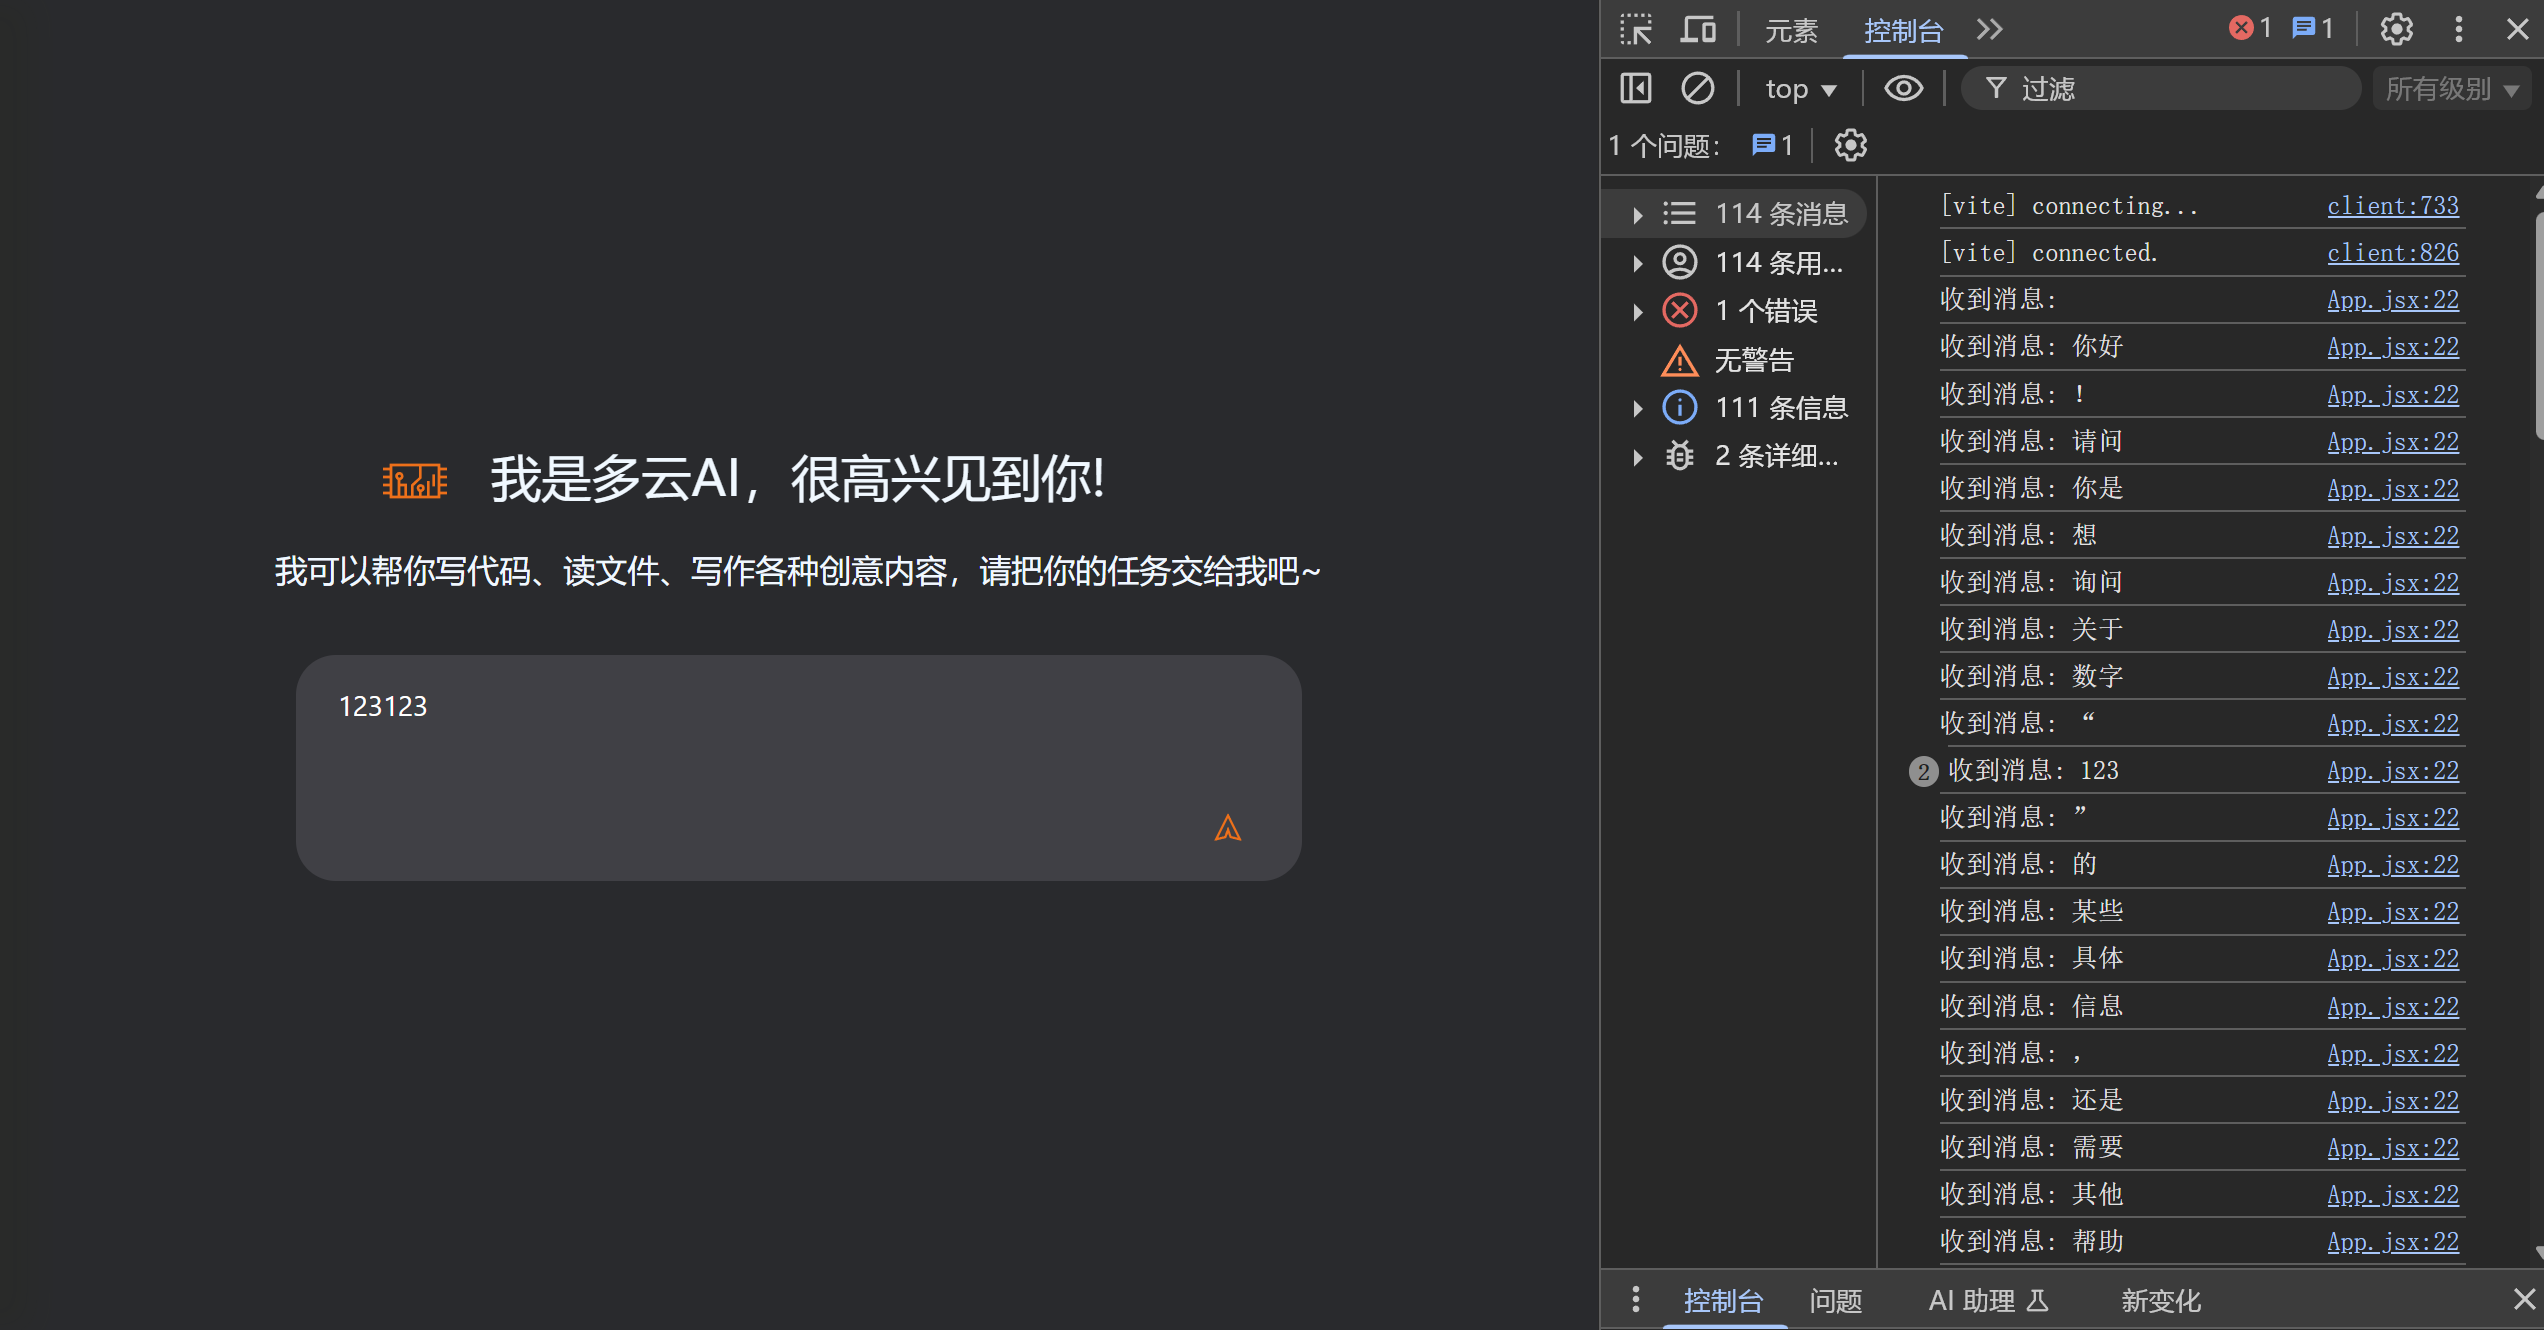 我是多云AI，很高兴见到你!
我可以帮你写代码、读文件、写作各种创意内容，请把你的任务交给我吧~
123123
元素
控制台
1
1
top
过滤
所有级别
1 个问题：
1
114 条消息
114 条用...
1 个错误
无警告
111 条信息
2 条详细...
[vite] connecting... client:733
[vite] connected. client:826
收到消息: App.jsx:22
收到消息: 你好 App.jsx:22
收到消息: ！ App.jsx:22
收到消息: 请问 App.jsx:22
收到消息: 你是 App.jsx:22
收到消息: 想 App.jsx:22
收到消息: 询问 App.jsx:22
收到消息: 关于 App.jsx:22
收到消息: 数字 App.jsx:22
收到消息: “ App.jsx:22
2 收到消息: 123 App.jsx:22
收到消息: ” App.jsx:22
收到消息: 的 App.jsx:22
收到消息: 某些 App.jsx:22
收到消息: 具体 App.jsx:22
收到消息: 信息 App.jsx:22
收到消息: ， App.jsx:22
收到消息: 还是 App.jsx:22
收到消息: 需要 App.jsx:22
收到消息: 其他 App.jsx:22
收到消息: 帮助 App.jsx:22
控制台
问题
AI 助理
新变化